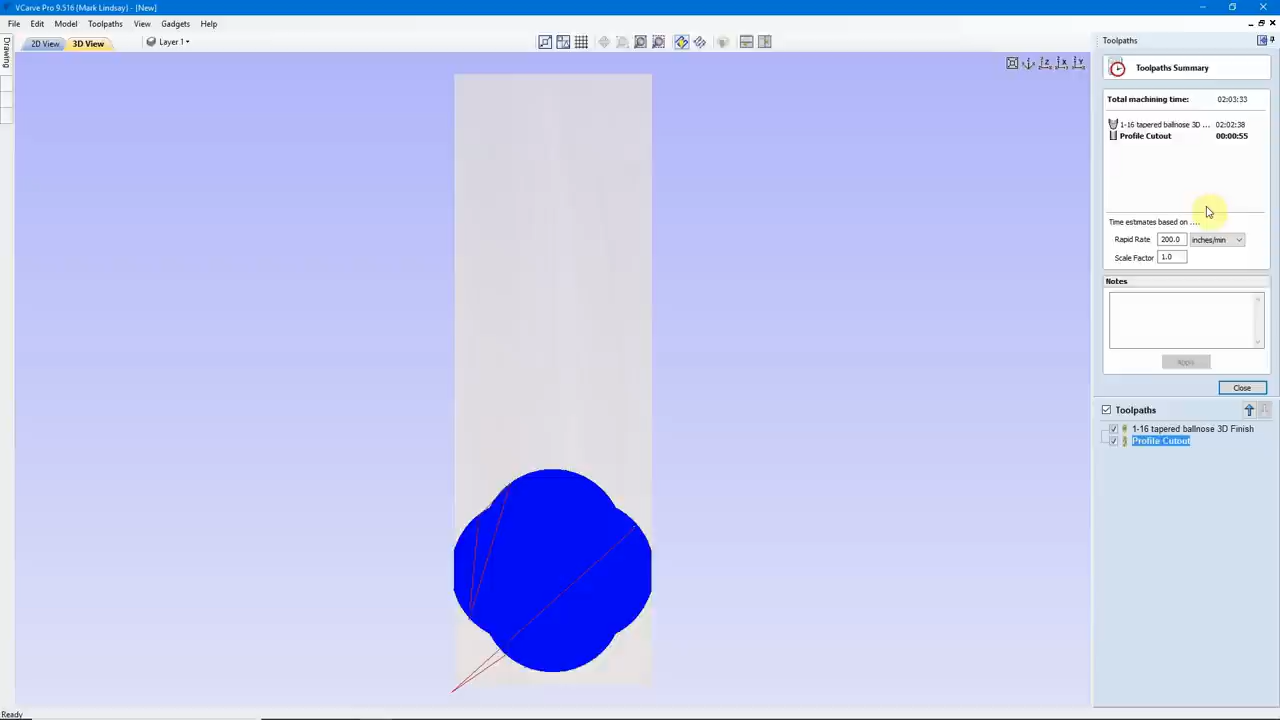 VCarve Pro 9.516 {Mark Lindsay} - [New]
File Edit Model Toolpaths View Gadgets Help
2D View 3D View Layer 1
Drawing
Toolpaths
Toolpaths Summary
Total machining time: 02:03:33
1-16 tapered ballnose 3D ... 02:02:38
Profile Cutout 00:00:55
Time estimates based on ....
Rapid Rate 200.0 inches/min
Scale Factor 1.0
Notes
Apply
Close
Toolpaths
1-16 tapered ballnose 3D Finish
Profile Cutout
Ready